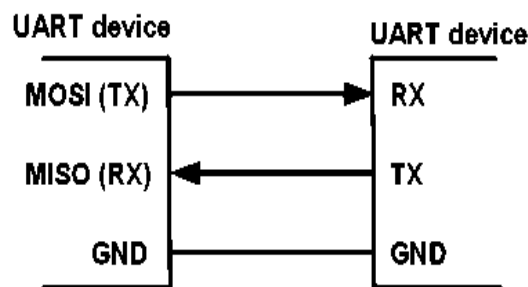 UART device
UART device
MOSI (TX)
RX
MISO (RX)
TX
GND
GND